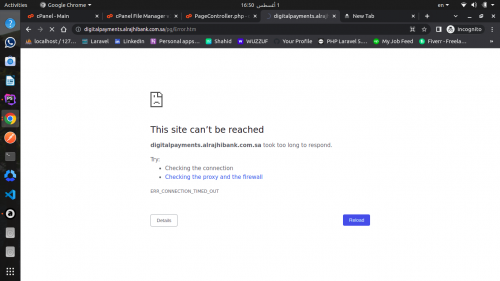 Activities
Google Chrome
1 أغسطس 16:50
en
cPanel - Main
cPanel File Manager
PageController.php
digitalpayments.alrajhi
New Tab
digitalpayments.alrajhibank.com.sa/pg/Error.htm
Incognito
localhost / 127...
Laravel
Linkedin
Personal apps...
Shahid
WUZZUF
Your Profile
PHP Laravel S...
My Job Feed
Fiverr - Freela...
This site can't be reached
digitalpayments.alrajhibank.com.sa took too long to respond.
Try:
Checking the connection
Checking the proxy and the firewall
ERR_CONNECTION_TIMED_OUT
Details
Reload